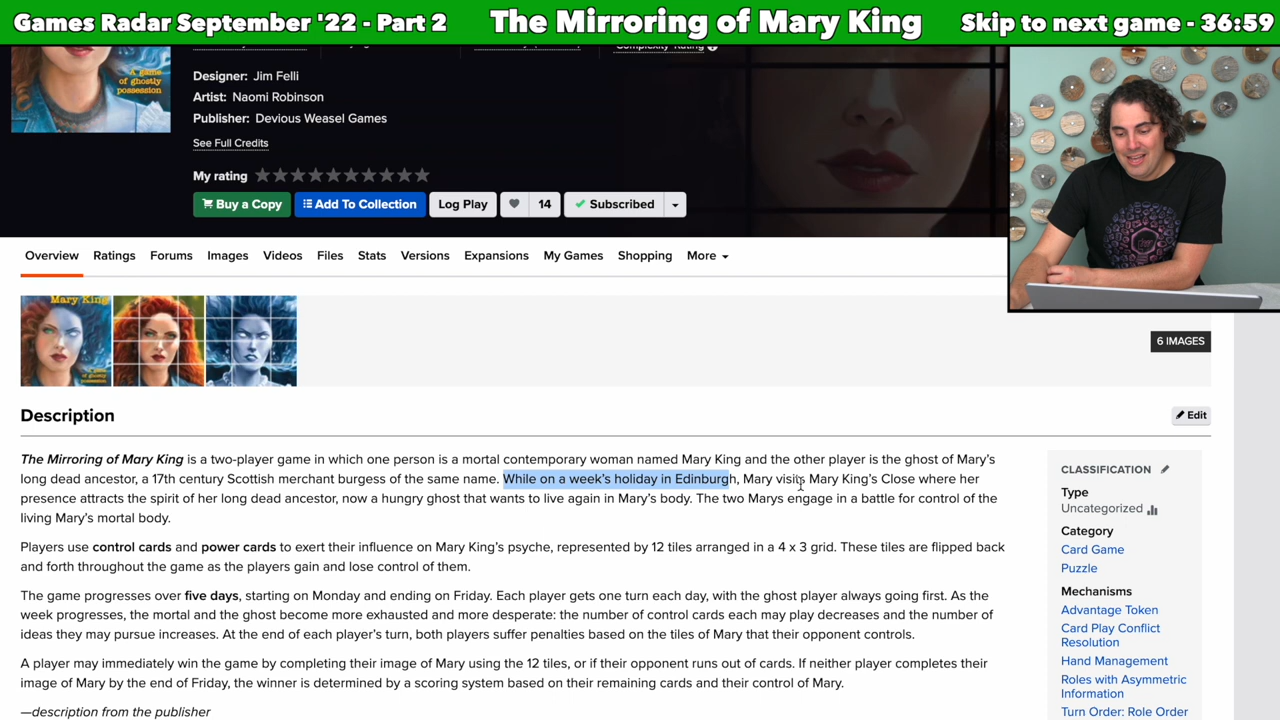 Games Radar September '22 - Part 2
The Mirroring of Mary King
Skip to next game - 36:59
A game
of ghostly
possession
Designer: Jim Felli
Artist: Naomi Robinson
Publisher: Devious Weasel Games
See Full Credits
My rating
Buy a Copy
Add To Collection
Log Play
14
Subscribed
Overview
Ratings
Forums
Images
Videos
Files
Stats
Versions
Expansions
My Games
Shopping
More
Mary King
6 IMAGES
Description
Edit
The Mirroring of Mary King is a two-player game in which one person is a mortal contemporary woman named Mary King and the other player is the ghost of Mary's
long dead ancestor, a 17th century Scottish merchant burgess of the same name. While on a week's holiday in Edinburgh, Mary visits Mary King's Close where her
presence attracts the spirit of her long dead ancestor, now a hungry ghost that wants to live again in Mary's body. The two Marys engage in a battle for control of the
living Mary's mortal body.
Players use control cards and power cards to exert their influence on Mary King's psyche, represented by 12 tiles arranged in a 4 x 3 grid. These tiles are flipped back
and forth throughout the game as the players gain and lose control of them.
The game progresses over five days, starting on Monday and ending on Friday. Each player gets one turn each day, with the ghost player always going first. As the
week progresses, the mortal and the ghost become more exhausted and more desperate: the number of control cards each may play decreases and the number of
ideas they may pursue increases. At the end of each player's turn, both players suffer penalties based on the tiles of Mary that their opponent controls.
A player may immediately win the game by completing their image of Mary using the 12 tiles, or if their opponent runs out of cards. If neither player completes their
image of Mary by the end of Friday, the winner is determined by a scoring system based on their remaining cards and their control of Mary.
—description from the publisher
CLASSIFICATION
Type
Uncategorized
Category
Card Game
Puzzle
Mechanisms
Advantage Token
Card Play Conflict
Resolution
Hand Management
Roles with Asymmetric
Information
Turn Order: Role Order